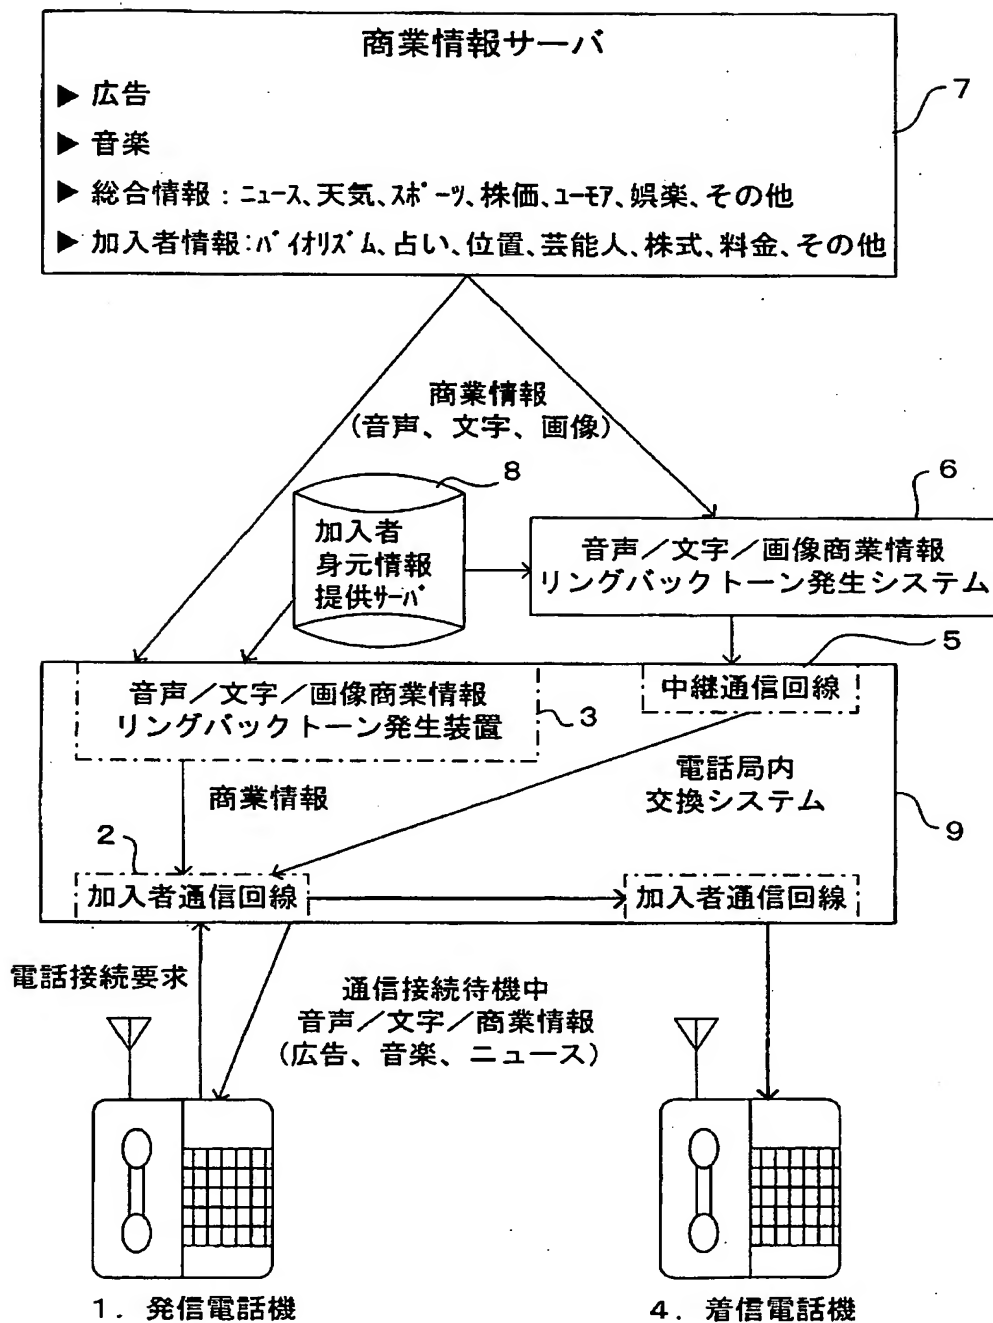 商業情報サーバ
▶ 広告
▶ 音楽
▶ 総合情報：ﾆｭｰｽ、天気、ｽﾎﾟｰﾂ、株価、ﾕｰﾓｱ、娯楽、その他
▶ 加入者情報：ﾊﾞｲｵﾘｽﾞﾑ、占い、位置、芸能人、株式、料金、その他
7
商業情報
(音声、文字、画像)
8
加入者
身元情報
提供ｻｰﾊﾞ
6
音声／文字／画像商業情報
リングバックトーン発生システム
5
音声／文字／画像商業情報
リングバックトーン発生装置
3
中継通信回線
商業情報
電話局内
交換システム
9
2
加入者通信回線
加入者通信回線
電話接続要求
通信接続待機中
音声／文字／商業情報
(広告、音楽、ニュース)
1．発信電話機
4．着信電話機